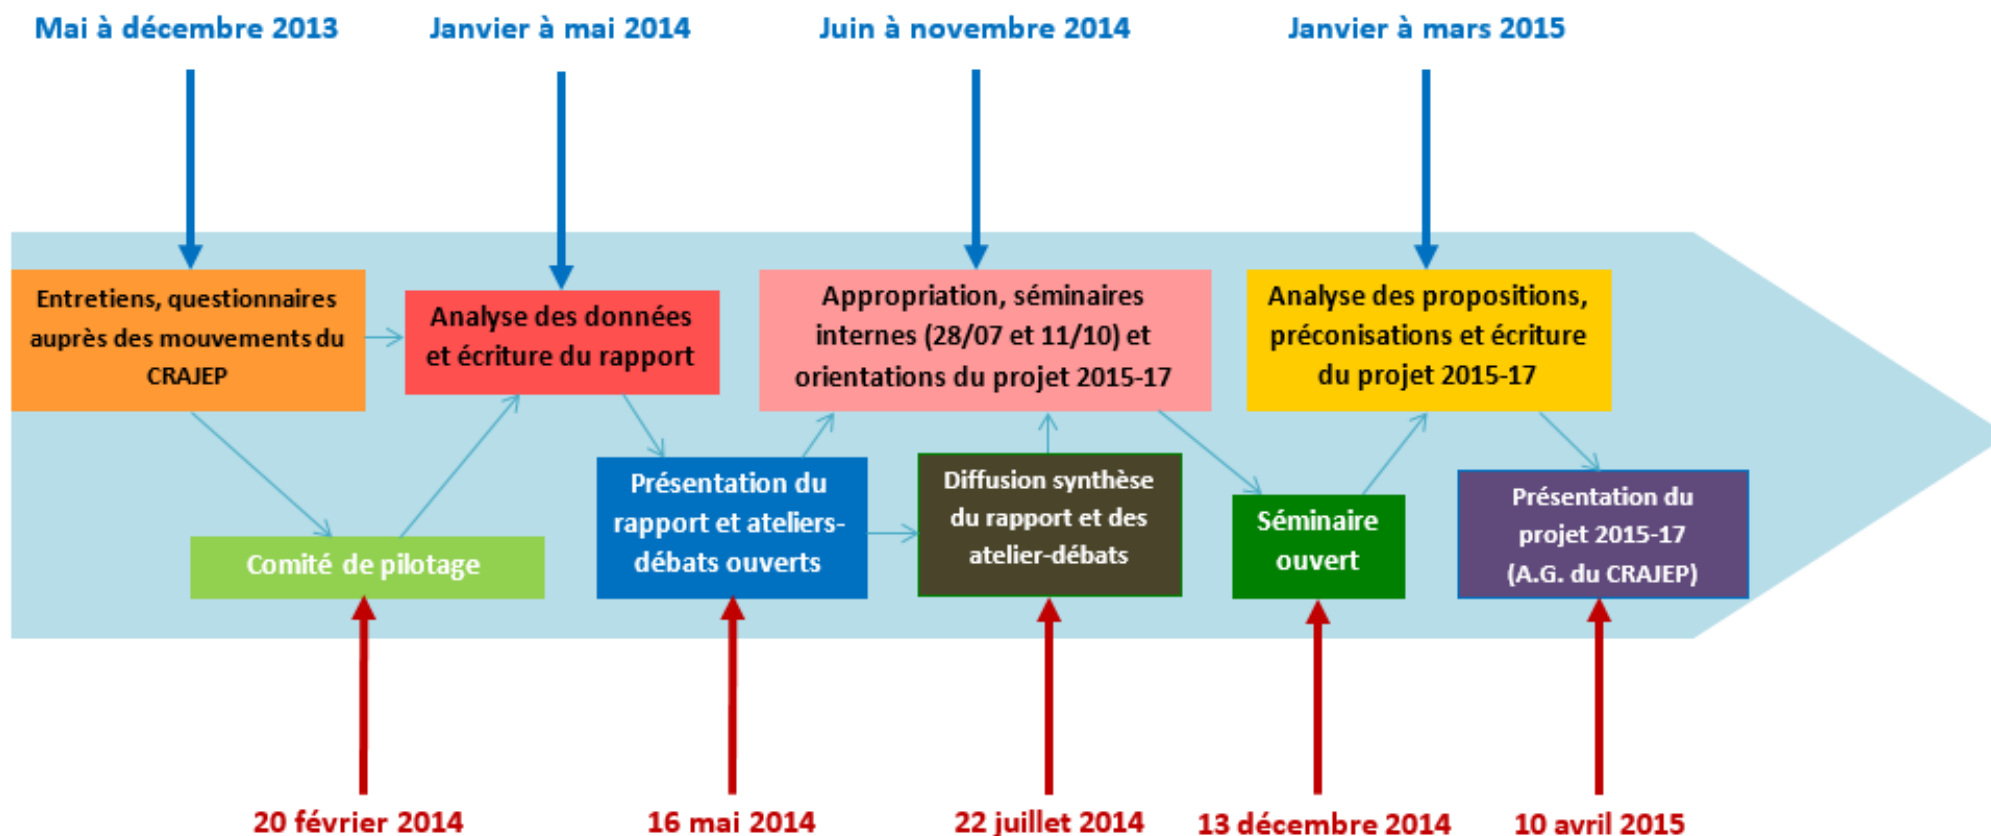 Mai à décembre 2013
Janvier à mai 2014
Juin à novembre 2014
Janvier à mars 2015
Entretiens, questionnaires
auprès des mouvements du
CRAJEP
Analyse des données
et écriture du rapport
Appropriation, séminaires
internes (28/07 et 11/10) et
orientations du projet 2015-17
Analyse des propositions,
préconisations et écriture
du projet 2015-17
Comité de pilotage
Présentation du
rapport et ateliers-
débats ouverts
Diffusion synthèse
du rapport et des
atelier-débats
Séminaire
ouvert
Présentation du
projet 2015-17
(A.G. du CRAJEP)
20 février 2014
16 mai 2014
22 juillet 2014
13 décembre 2014
10 avril 2015